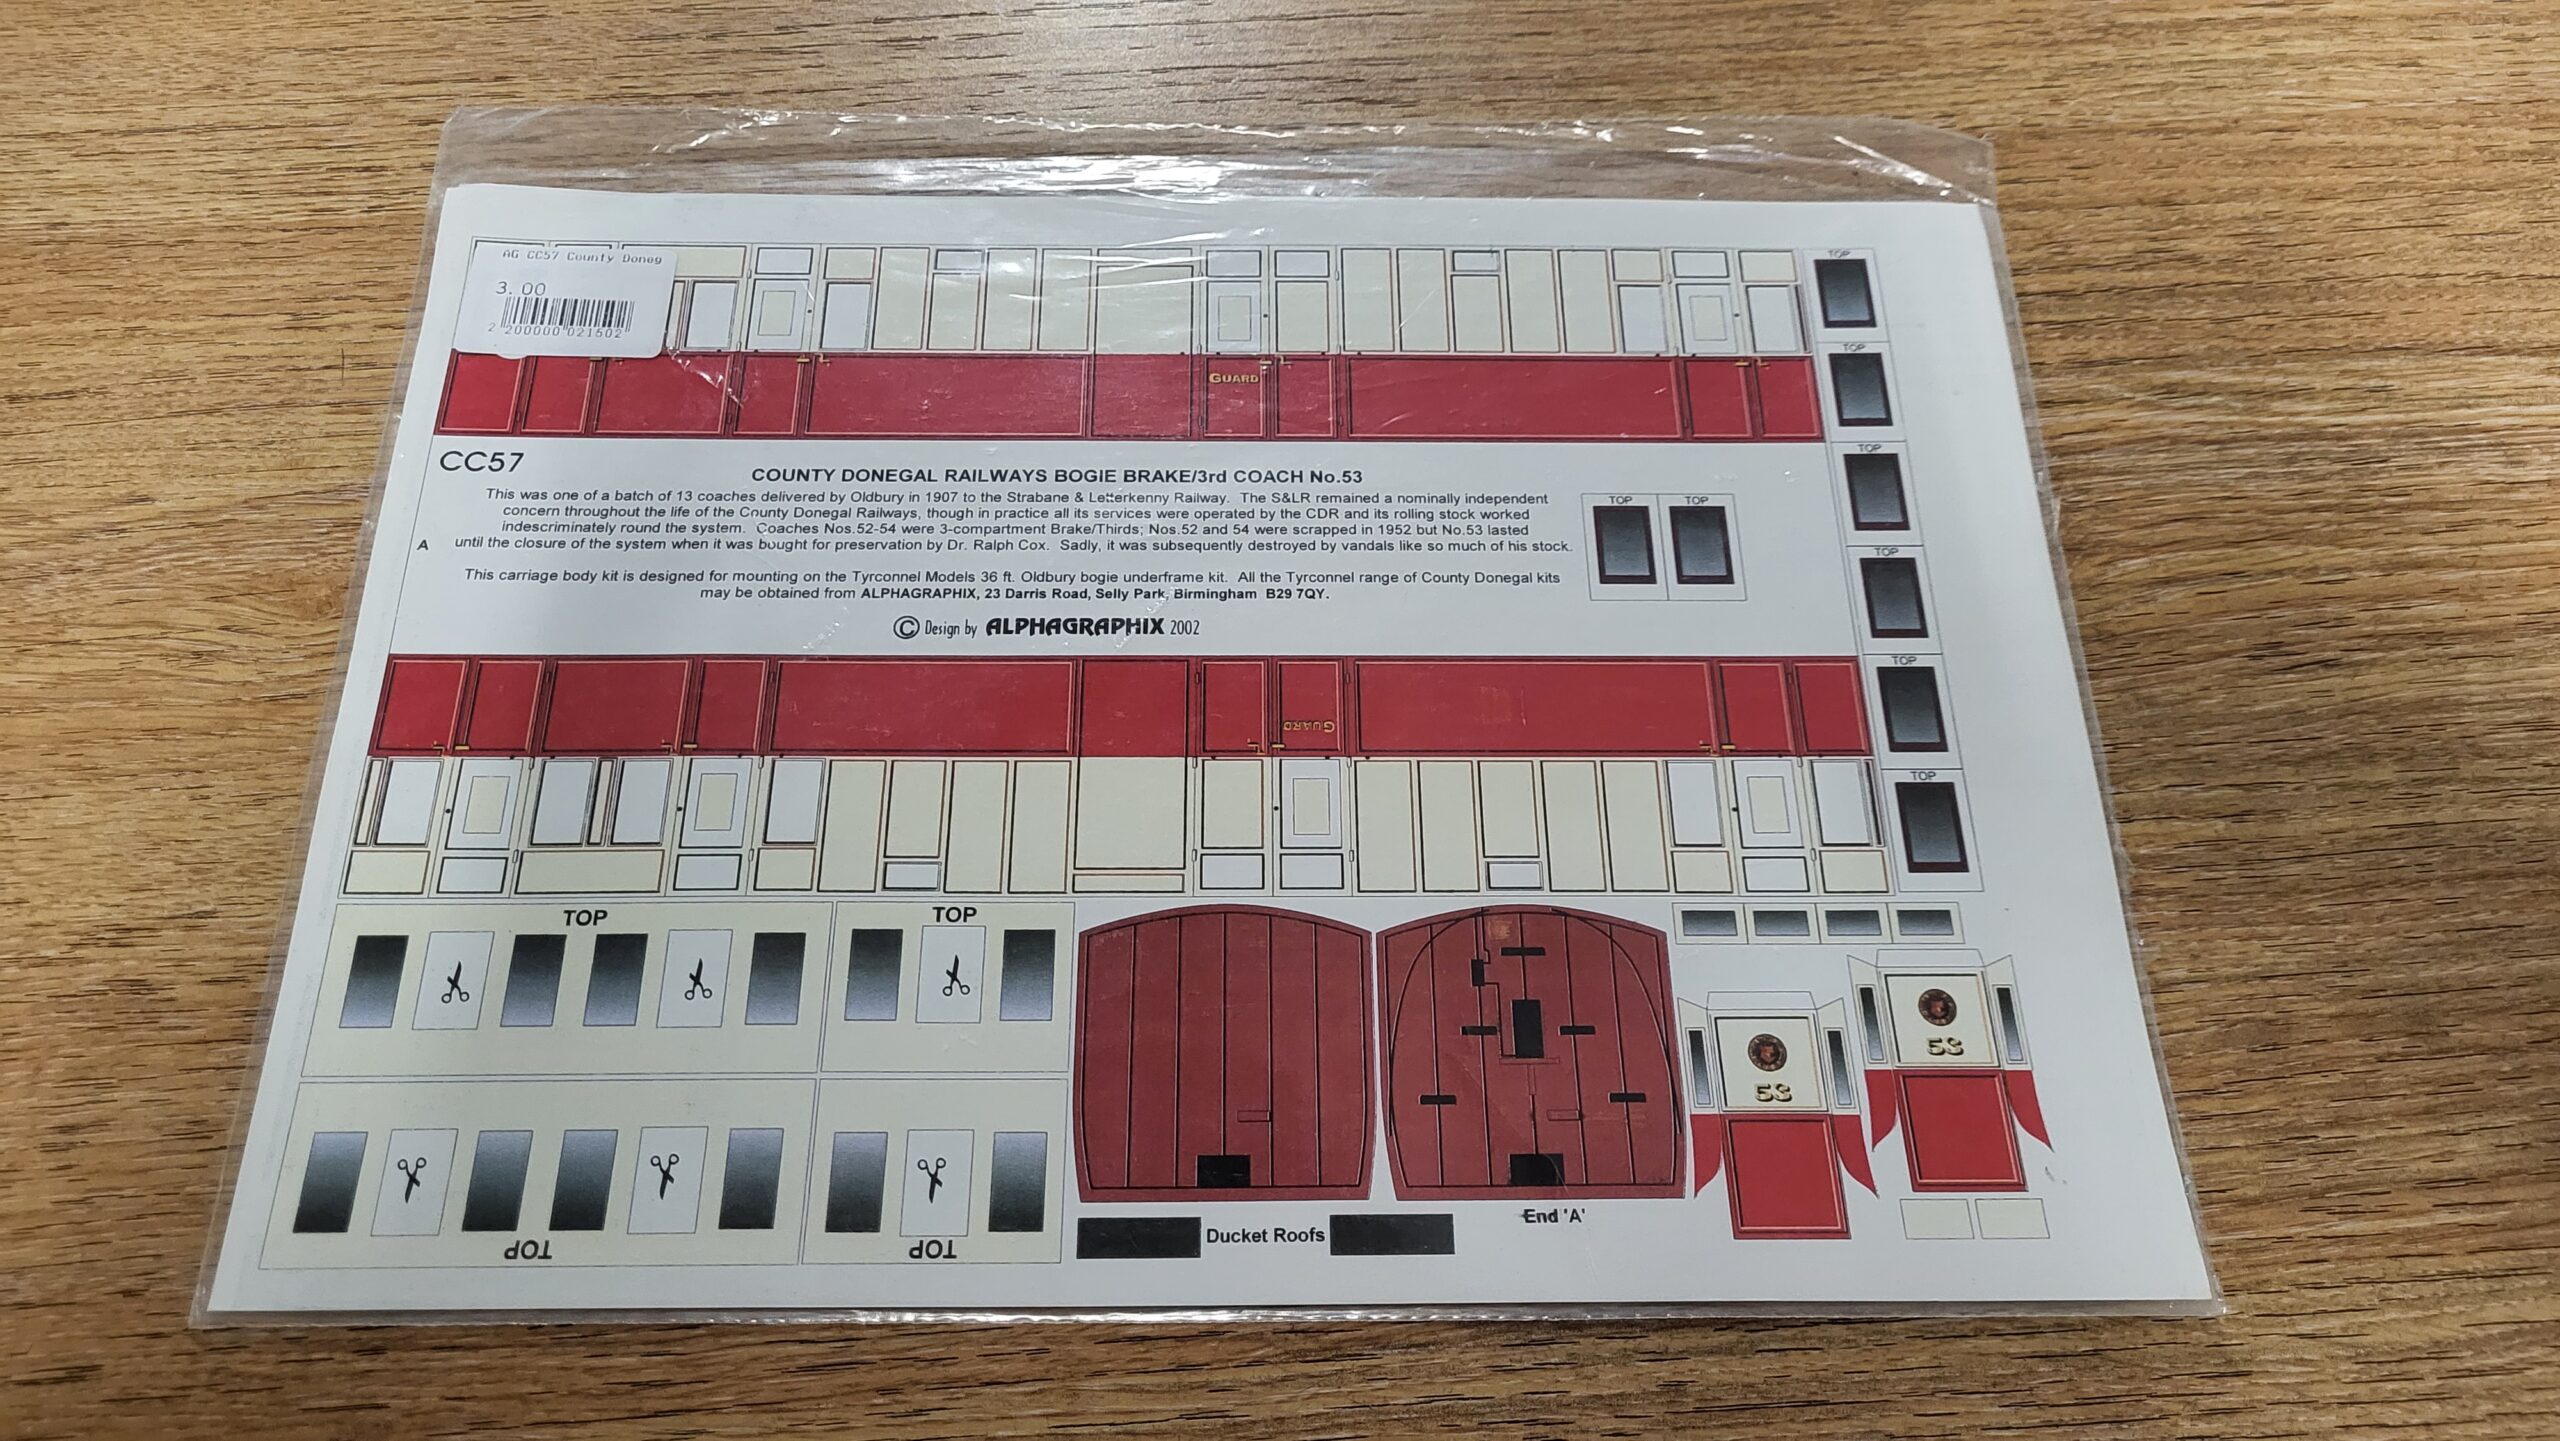 AG CC57 County Doneg
3.00
2 200000 021502
TOP
TOP
TOP
TOP
TOP
TOP
GUARD
CC57
COUNTY DONEGAL RAILWAYS BOGIE BRAKE/3rd COACH No.53
This was one of a batch of 13 coaches delivered by Oldbury in 1907 to the Strabane & Letterkenny Railway. The S&LR remained a nominally independent
concern throughout the life of the County Donegal Railways, though in practice all its services were operated by the CDR and its rolling stock worked
indescriminately round the system. Coaches Nos.52-54 were 3-compartment Brake/Thirds; Nos.52 and 54 were scrapped in 1952 but No.53 lasted
A
until the closure of the system when it was bought for preservation by Dr. Ralph Cox. Sadly, it was subsequently destroyed by vandals like so much of his stock.
This carriage body kit is designed for mounting on the Tyrconnel Models 36 ft. Oldbury bogie underframe kit. All the Tyrconnel range of County Donegal kits
may be obtained from ALPHAGRAPHIX, 23 Darris Road, Selly Park, Birmingham B29 7QY.
© Design by ALPHAGRAPHIX 2002
TOP TOP
GUARD
TOP
TOP
53
53
TOP
TOP
Ducket Roofs
End 'A'